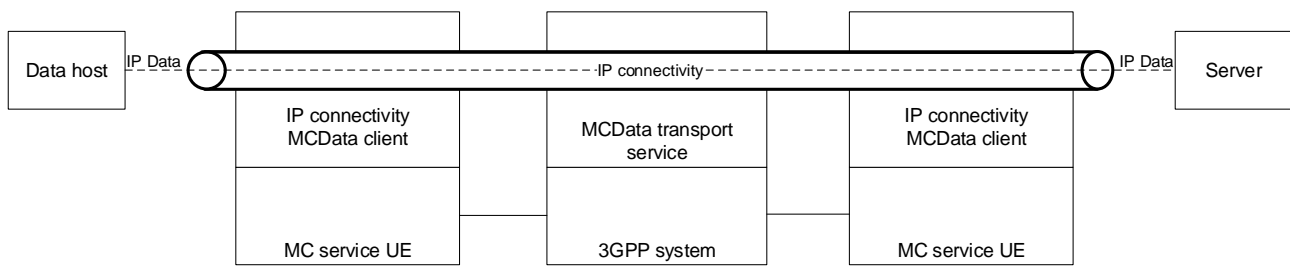 Data host
IP Data
IP connectivity
IP Data
Server
IP connectivity
MCData client
MCData transport
service
IP connectivity
MCData client
MC service UE
3GPP system
MC service UE